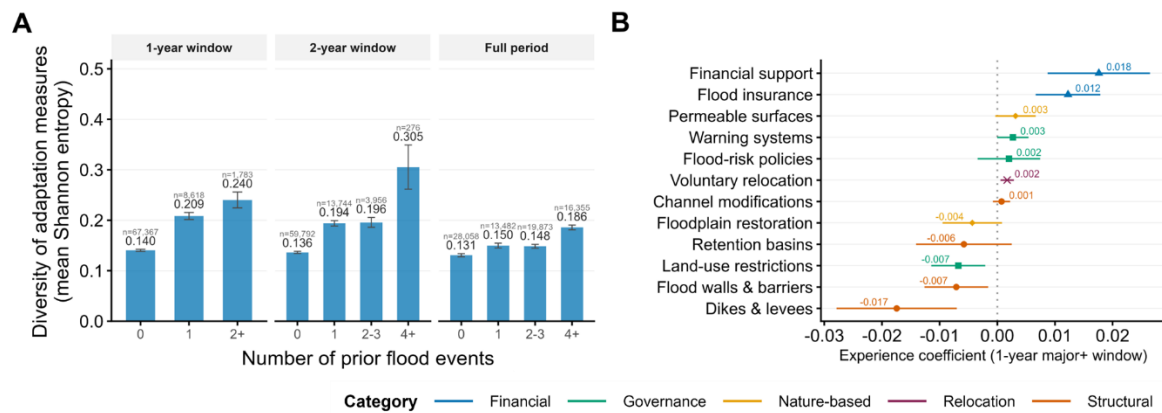 A
1-year window
2-year window
Full period
Diversity of adaptation measures
(mean Shannon entropy)
0.5
0.4
0.3
0.2
0.1
0.0
n=67,367
0.140
n=8,618
0.209
n=1,783
0.240
n=59,792
0.136
n=13,744
0.194
n=3,956
0.196
n=276
0.305
n=28,058
0.131
n=13,482
0.150
n=19,873
0.148
n=16,355
0.186
0 1 2+
0 1 2-3 4+
0 1 2-3 4+
Number of prior flood events
B
Financial support 0.018
Flood insurance 0.012
Permeable surfaces 0.003
Warning systems 0.003
Flood-risk policies 0.002
Voluntary relocation 0.002
Channel modifications 0.001
Floodplain restoration -0.004
Retention basins -0.006
Land-use restrictions -0.007
Flood walls & barriers -0.007
Dikes & levees -0.017
-0.03 -0.02 -0.01 0.00 0.01 0.02
Experience coefficient (1-year major+ window)
Category Financial Governance Nature-based Relocation Structural